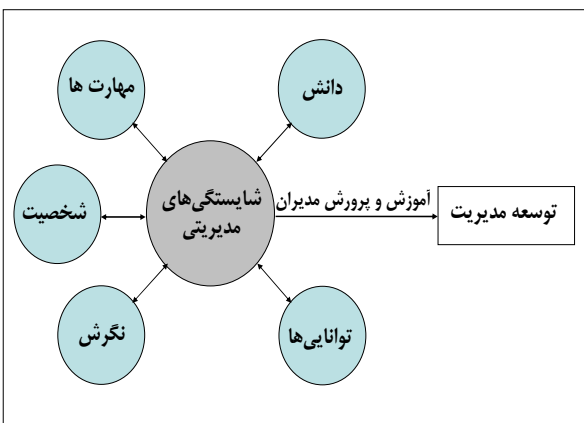 دانش
مهارت ها
شایستگی‌های
مدیریتی
آموزش و پرورش مدیران
توسعه مدیریت
شخصیت
توانایی‌ها
نگرش